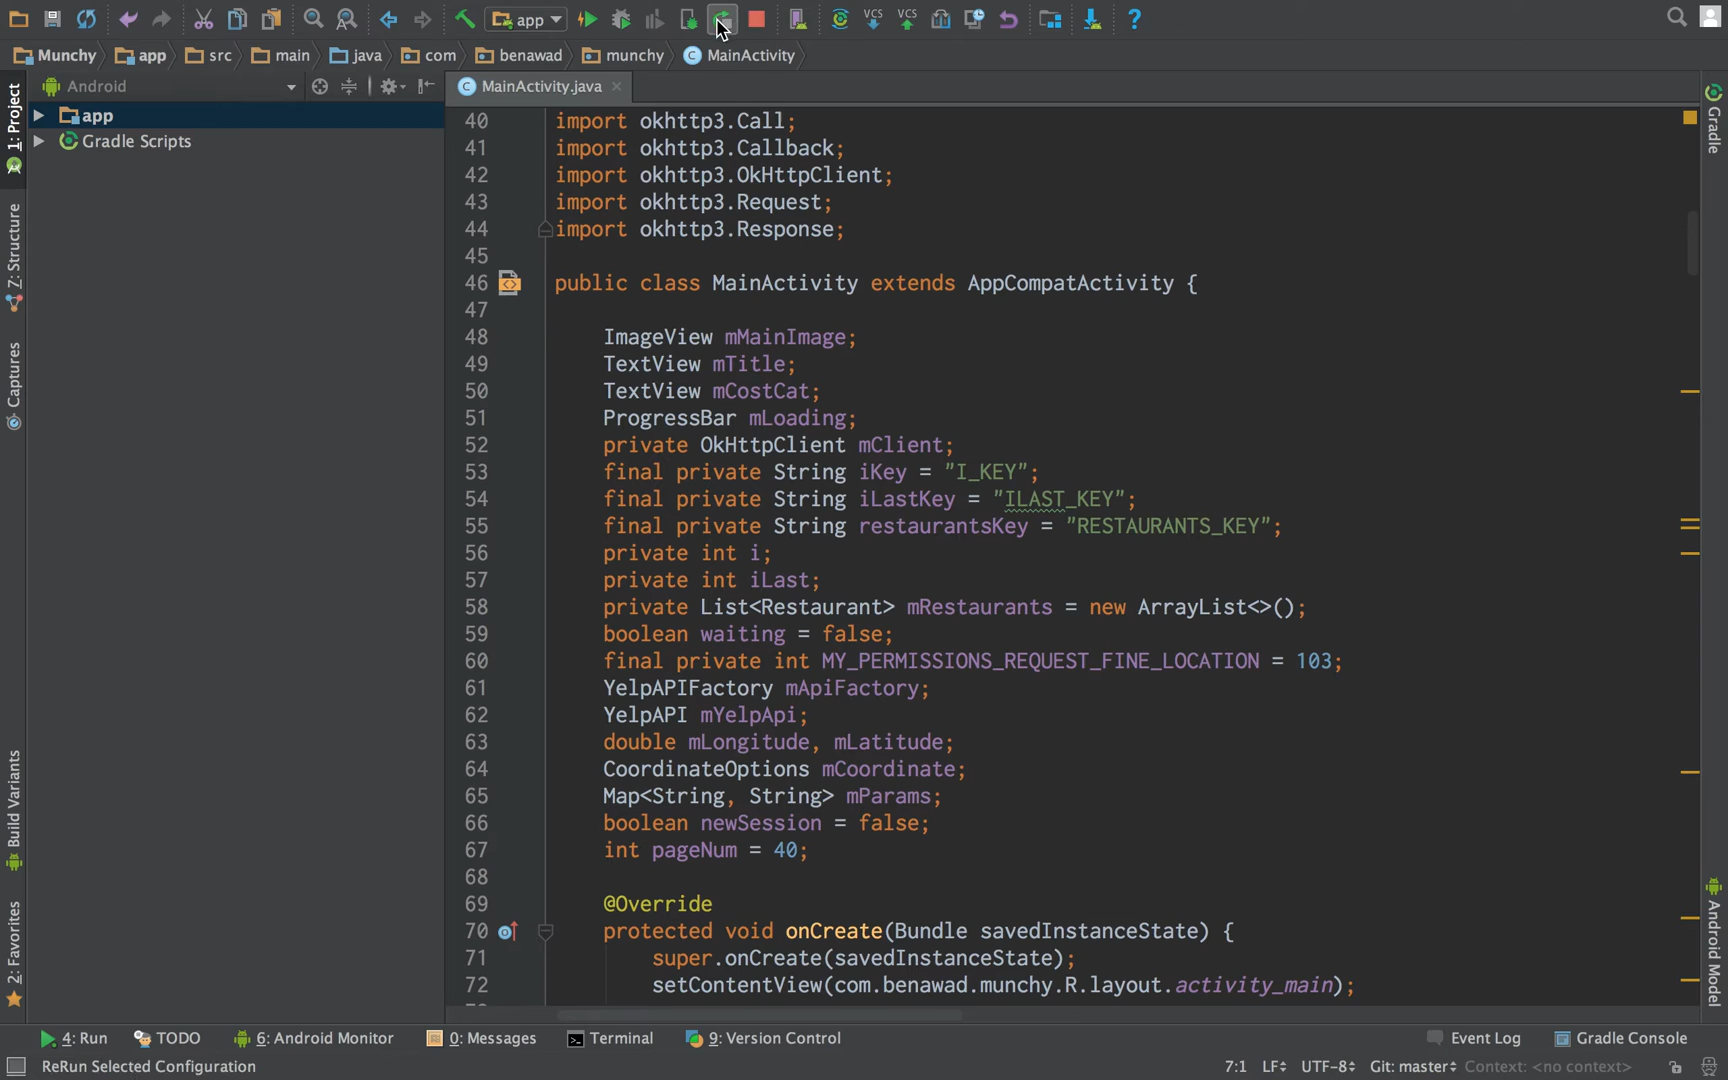 app
Munchy app src main java com benawad munchy MainActivity
Android
MainActivity.java
1: Project
7: Structure
Captures
Build Variants
2: Favorites
app
Gradle Scripts
40 import okhttp3.Call;
41 import okhttp3.Callback;
42 import okhttp3.OkHttpClient;
43 import okhttp3.Request;
44 import okhttp3.Response;
45
46 public class MainActivity extends AppCompatActivity {
47
48 ImageView mMainImage;
49 TextView mTitle;
50 TextView mCostCat;
51 ProgressBar mLoading;
52 private OkHttpClient mClient;
53 final private String iKey = "I_KEY";
54 final private String iLastKey = "ILAST_KEY";
55 final private String restaurantsKey = "RESTAURANTS_KEY";
56 private int i;
57 private int iLast;
58 private List<Restaurant> mRestaurants = new ArrayList<>();
59 boolean waiting = false;
60 final private int MY_PERMISSIONS_REQUEST_FINE_LOCATION = 103;
61 YelpAPIFactory mApiFactory;
62 YelpAPI mYelpApi;
63 double mLongitude, mLatitude;
64 CoordinateOptions mCoordinate;
65 Map<String, String> mParams;
66 boolean newSession = false;
67 int pageNum = 40;
68
69 @Override
70 protected void onCreate(Bundle savedInstanceState) {
71 super.onCreate(savedInstanceState);
72 setContentView(com.benawad.munchy.R.layout.activity_main);
Gradle
Android Model
4: Run TODO 6: Android Monitor 0: Messages Terminal 9: Version Control Event Log Gradle Console
ReRun Selected Configuration 7:1 LF UTF-8 Git: master Context: <no context>
VCS VCS